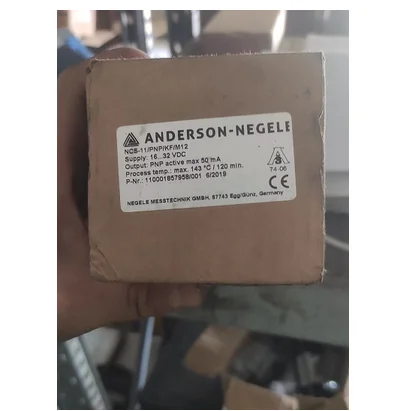 ANDERSON-NEGELE
NCS-11/PNP/KF/M12
Supply: 16...32 VDC
Output: PNP active max 50 mA
Process temp.: max. 143 °C / 120 min.
P-Nr.: 110001857958/001 6/2019
74-06
CE
NEGELE MESSTECHNIK GMBH, 87743 Egg/Günz, Germany